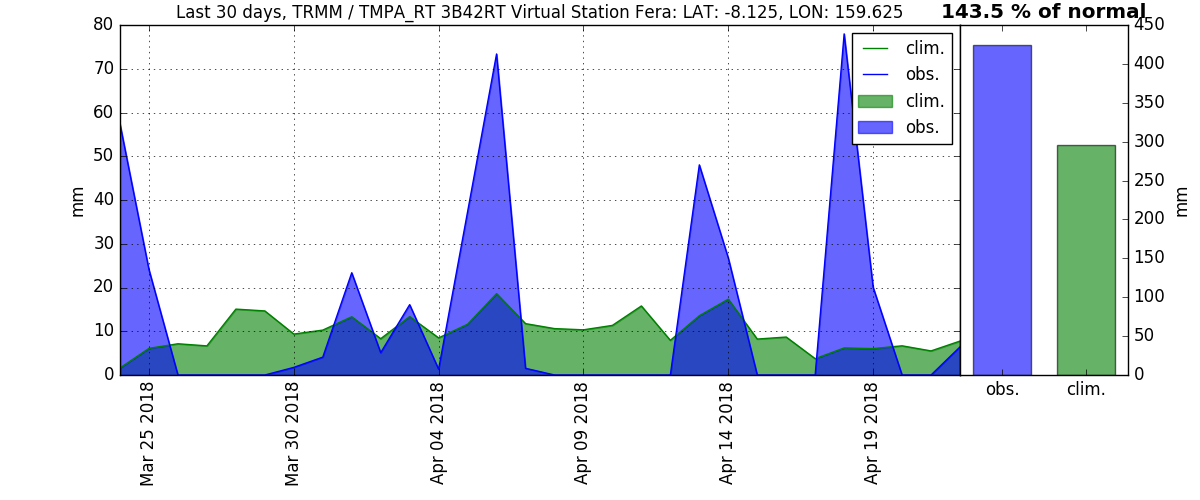 Last 30 days, TRMM / TMPA_RT 3B42RT Virtual Station Fera: LAT: -8.125, LON: 159.625
143.5 % of normal
80
70
60
50
40
30
20
10
0
mm
clim.
obs.
clim.
obs.
Mar 25 2018
Mar 30 2018
Apr 04 2018
Apr 09 2018
Apr 14 2018
Apr 19 2018
450
400
350
300
250
200
150
100
50
0
mm
obs.
clim.